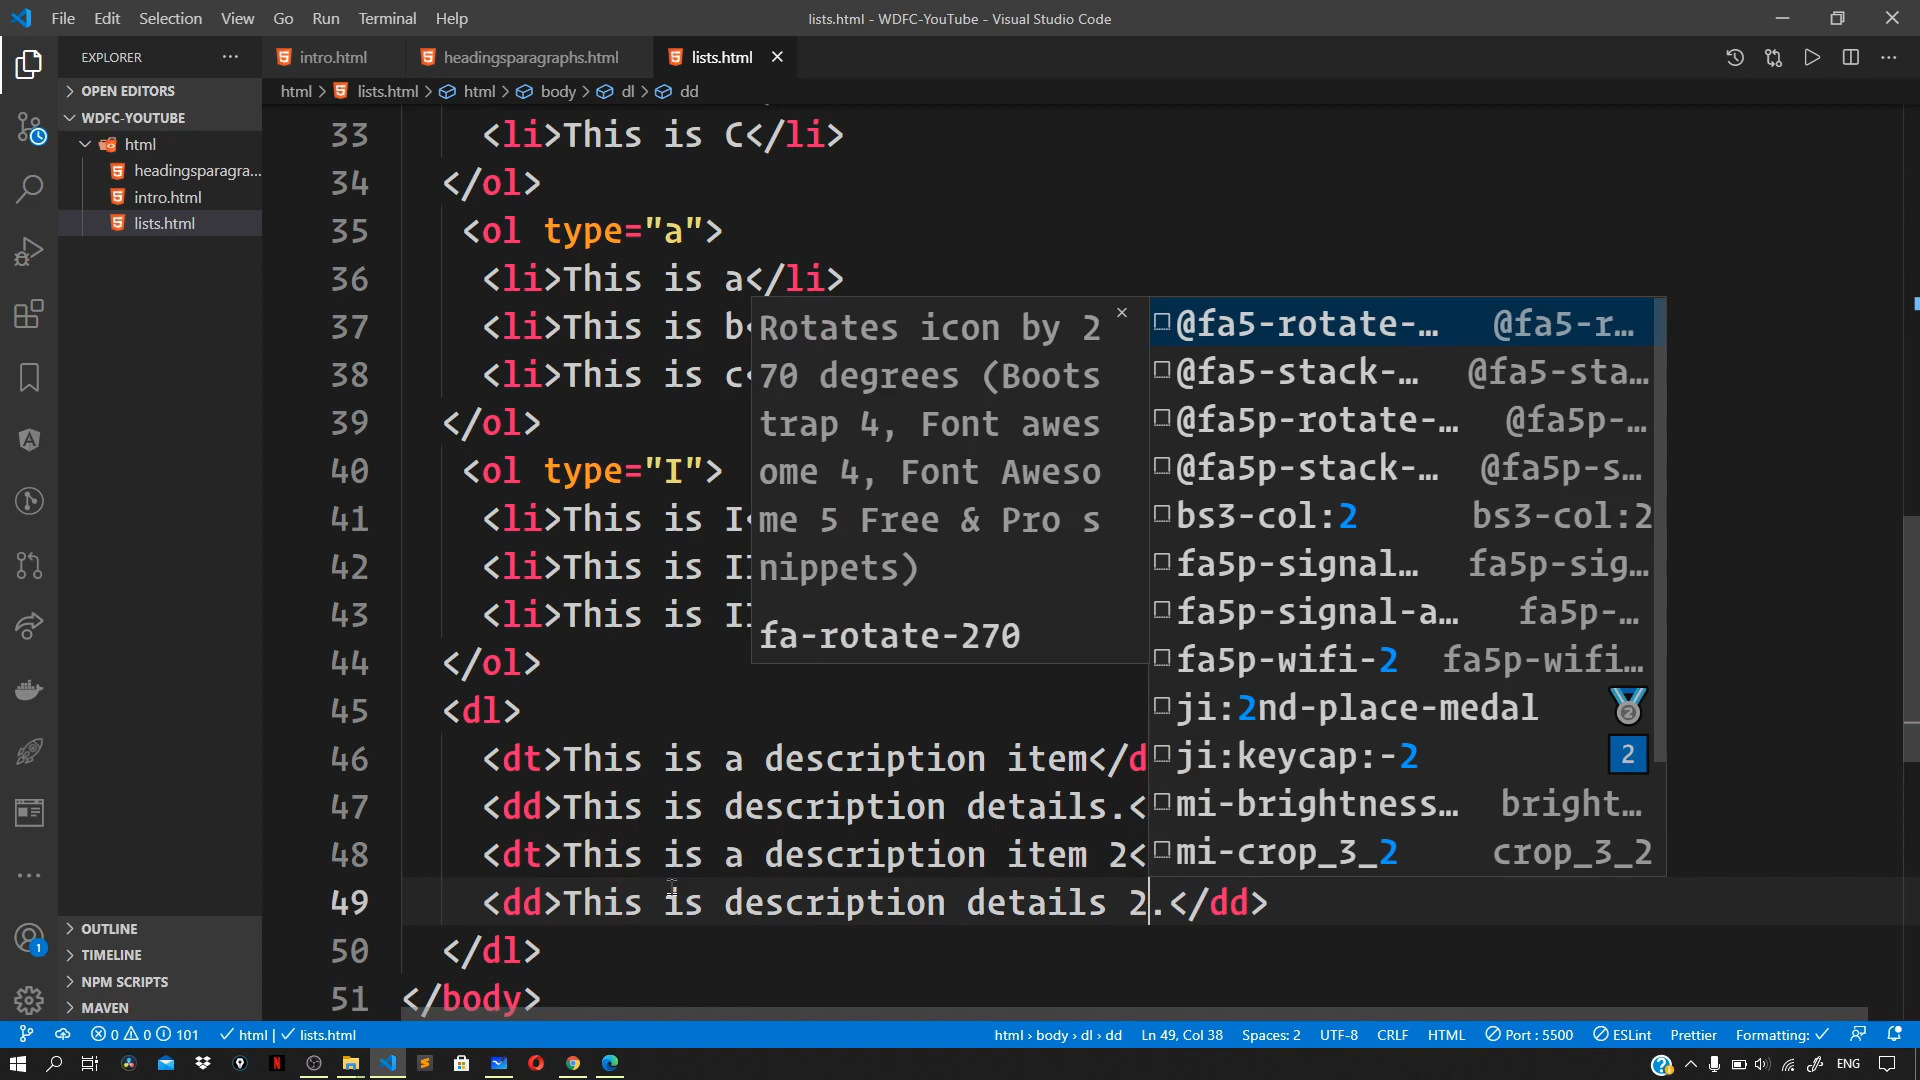 File Edit Selection View Go Run Terminal Help
lists.html - WDFC-YouTube - Visual Studio Code
EXPLORER
OPEN EDITORS
WDFC-YOUTUBE
html
headingsparagra...
intro.html
lists.html
OUTLINE
TIMELINE
NPM SCRIPTS
MAVEN
intro.html headingsparagraphs.html lists.html
html > lists.html > html > body > dl > dd
33 <li>This is C</li>
34 </ol>
35 <ol type="a">
36 <li>This is a</li>
37 <li>This is b<
38 <li>This is c<
39 </ol>
40 <ol type="I">
41 <li>This is I<
42 <li>This is II
43 <li>This is II
44 </ol>
45 <dl>
46 <dt>This is a description item</d
47 <dd>This is description details.<
48 <dt>This is a description item 2<
49 <dd>This is description details 2.</dd>
50 </dl>
51 </body>
Rotates icon by 2
70 degrees (Boots
trap 4, Font awes
ome 4, Font Aweso
me 5 Free & Pro s
nippets)
fa-rotate-270
@fa5-rotate-… @fa5-r…
@fa5-stack-… @fa5-sta…
@fa5p-rotate-… @fa5p-…
@fa5p-stack-… @fa5p-s…
bs3-col:2 bs3-col:2
fa5p-signal… fa5p-sig…
fa5p-signal-a… fa5p-…
fa5p-wifi-2 fa5p-wifi…
ji:2nd-place-medal 2
ji:keycap:-2 2
mi-brightness… bright…
mi-crop_3_2 crop_3_2
1
0 0 101 html | lists.html
html > body > dl > dd Ln 49, Col 38 Spaces: 2 UTF-8 CRLF HTML Port : 5500 ESLint Prettier Formatting:
ENG